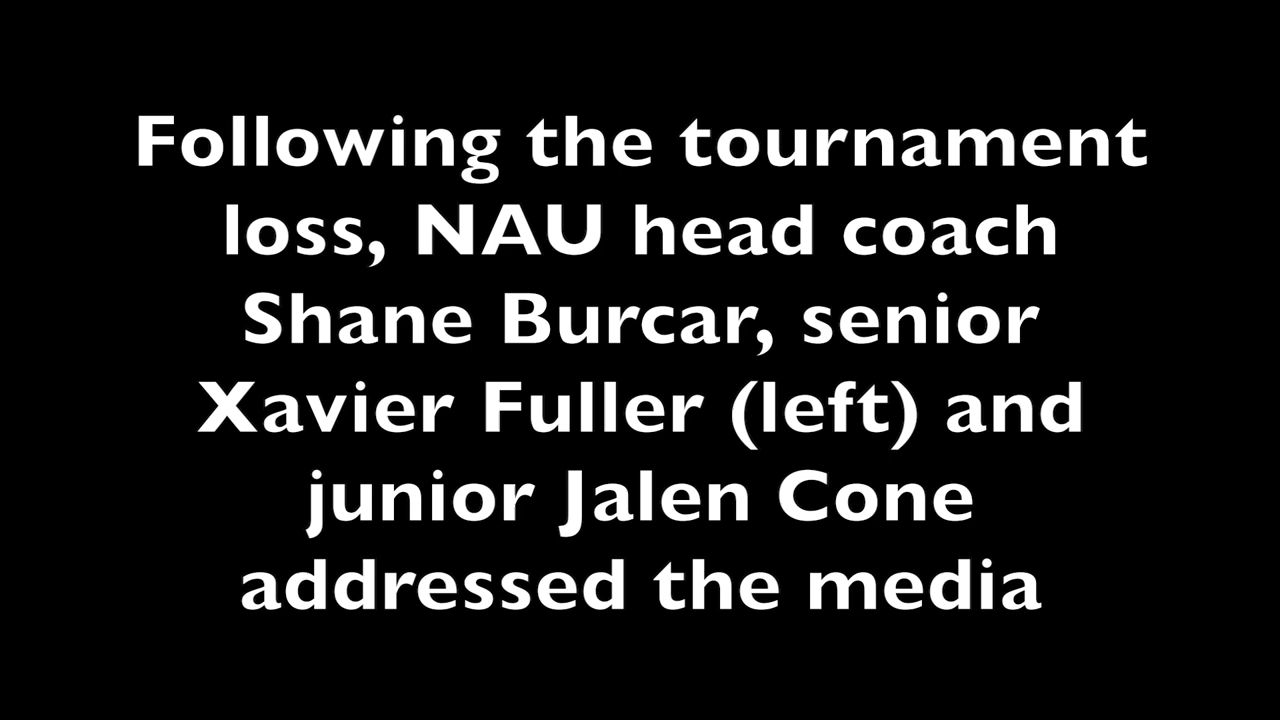 Following the tournament
loss, NAU head coach
Shane Burcar, senior
Xavier Fuller (left) and
junior Jalen Cone
addressed the media